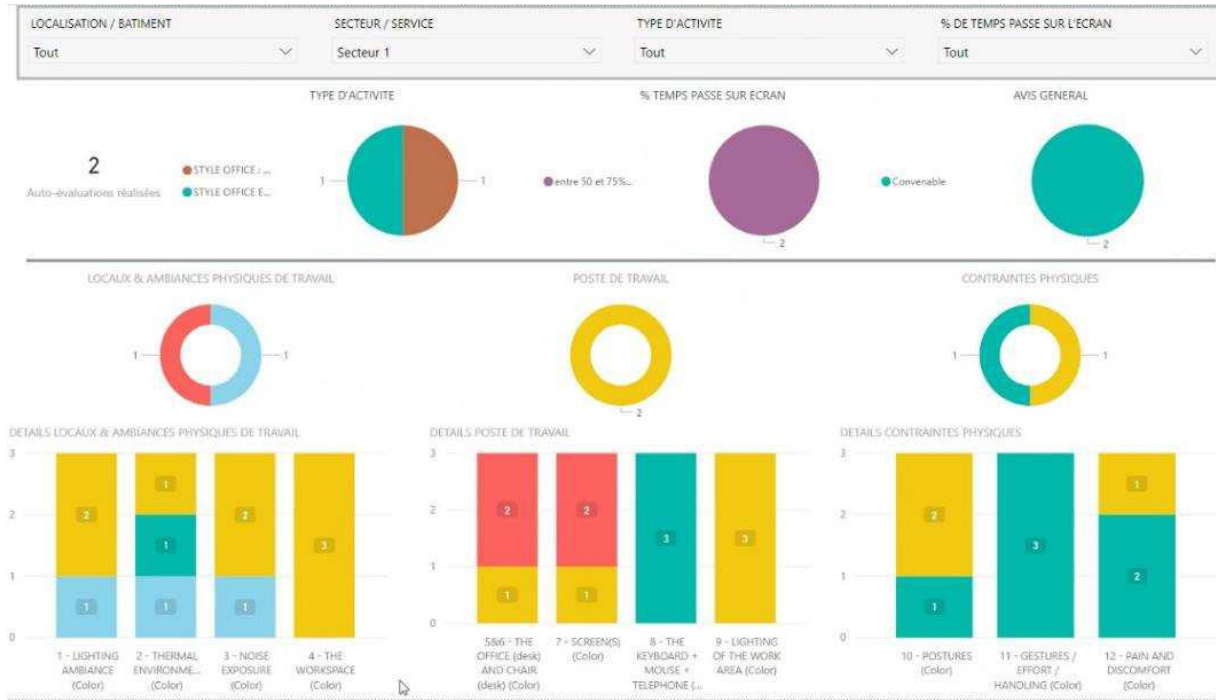 LOCALISATION / BATIMENT
SECTEUR / SERVICE
TYPE D'ACTIVITE
% DE TEMPS PASSE SUR L'ECRAN
Tout
Secteur 1
Tout
Tout
TYPE D'ACTIVITE
% TEMPS PASSE SUR ECRAN
AVIS GENERAL
2
Auto-évaluations réalisées
STYLE OFFICE : ...
STYLE OFFICE E...
1
1
entre 50 et 75%...
2
Convenable
2
LOCAUX & AMBIANCES PHYSIQUES DE TRAVAIL
POSTE DE TRAVAIL
CONTRAINTES PHYSIQUES
1
1
2
1
1
DETAILS LOCAUX & AMBIANCES PHYSIQUES DE TRAVAIL
3
2
1
0
2
1
1
1
1
2
1
3
1 - LIGHTING
AMBIANCE
(Color)
2 - THERMAL
ENVIRONME...
(Color)
3 - NOISE
EXPOSURE
(Color)
4 - THE
WORKSPACE
(Color)
DETAILS POSTE DE TRAVAIL
3
2
1
0
2
1
2
1
3
3
5&6 - THE
OFFICE (desk)
AND CHAIR
(desk) (Color)
7 - SCREEN(S)
(Color)
8 - THE
KEYBOARD +
MOUSE +
TELEPHONE (...
9 - LIGHTING
OF THE WORK
AREA (Color)
DETAILS CONTRAINTES PHYSIQUES
3
2
1
0
2
1
3
1
2
10 - POSTURES
(Color)
11 - GESTURES /
EFFORT /
HANDLING (Color)
12 - PAIN AND
DISCOMFORT
(Color)